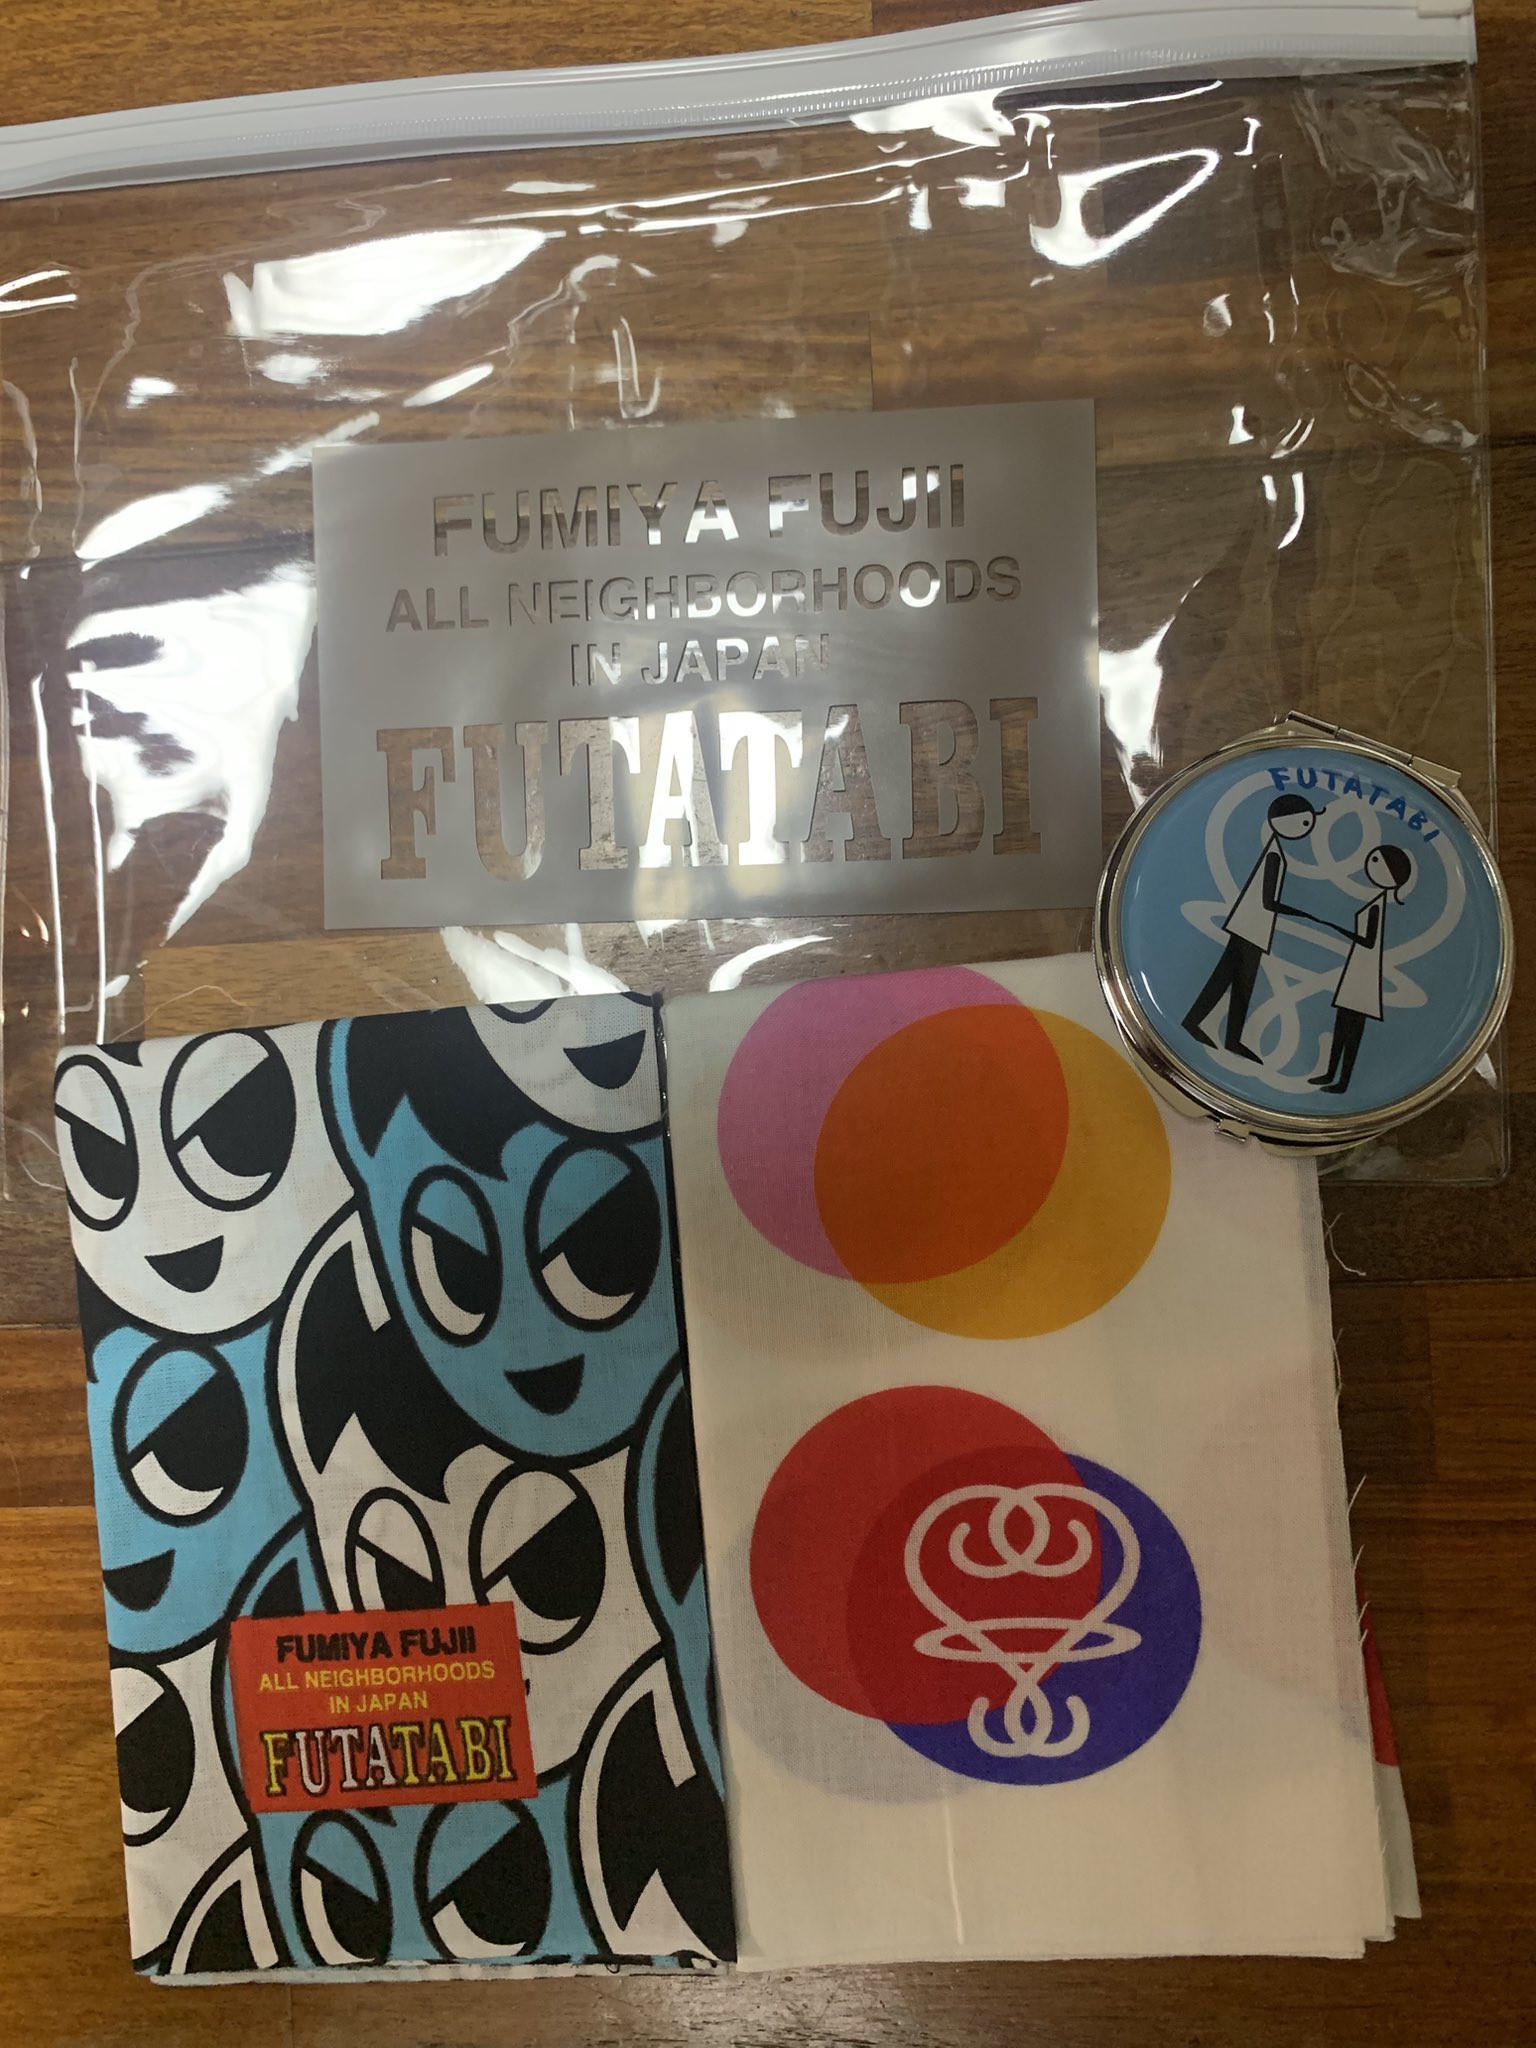 FUMIYA FUJII
ALL NEIGHBORHOODS
IN JAPAN
FUTATABI
FUTATABI
FUMIYA FUJII
ALL NEIGHBORHOODS
IN JAPAN
FUTATABI